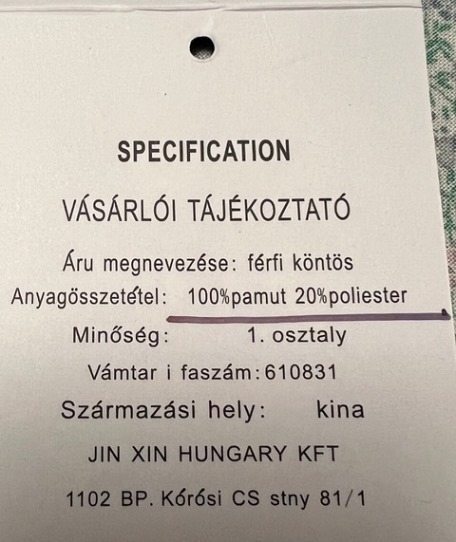 SPECIFICATION
VÁSÁRLÓI TÁJÉKOZTATÓ
Áru megnevezése: férfi köntös
Anyagösszetétel: 100%pamut 20%poliester
Minőség: 1. osztaly
Vámtar i faszám:610831
Származási hely: kina
JIN XIN HUNGARY KFT
1102 BP. Kórósi CS stny 81/1